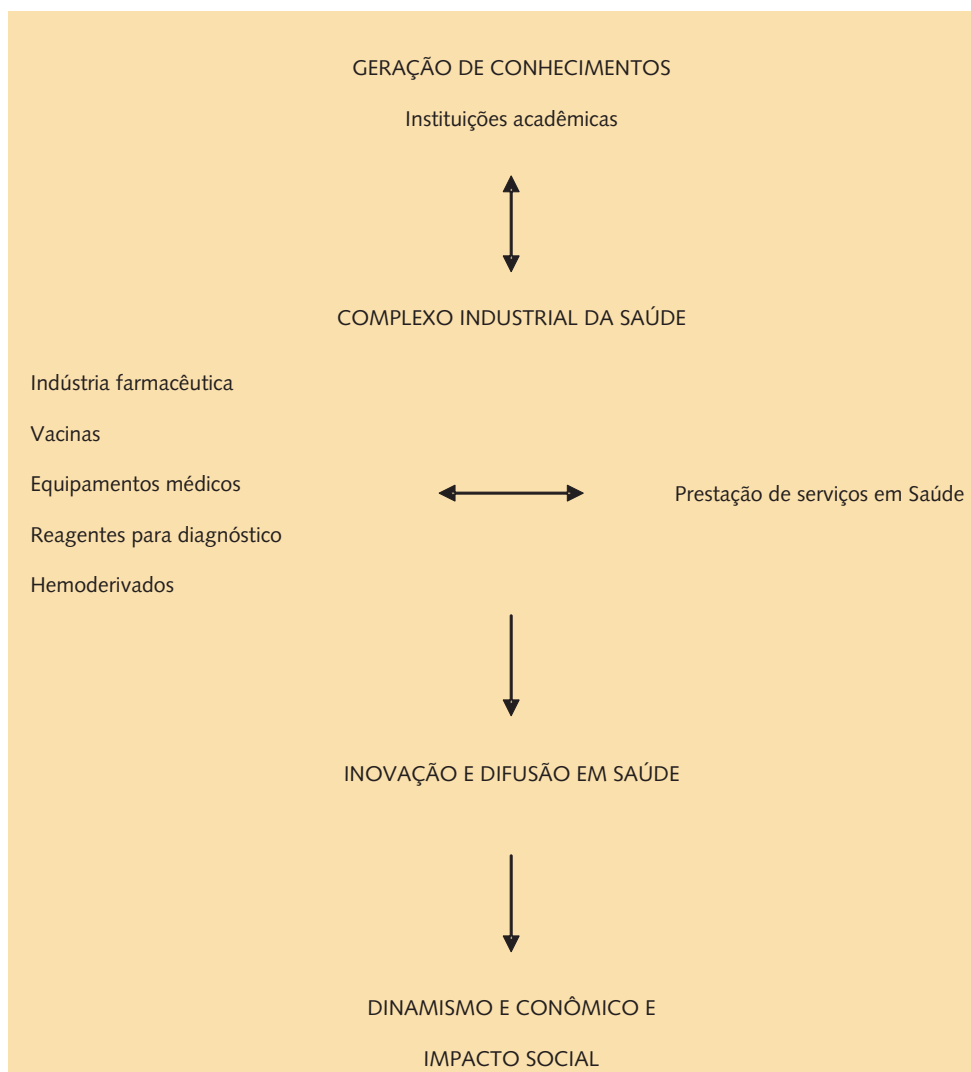 GERAÇÃO DE CONHECIMENTOS
Instituições acadêmicas
COMPLEXO INDUSTRIAL DA SAÚDE
Indústria farmacêutica
Vacinas
Equipamentos médicos
Prestação de serviços em Saúde
Reagentes para diagnóstico
Hemoderivados
INOVAÇÃO E DIFUSÃO EM SAÚDE
DINAMISMO E CONÔMICO E
IMPACTO SOCIAL